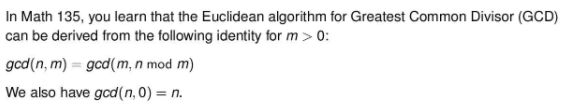 In Math 135, you learn that the Euclidean algorithm for Greatest Common Divisor (GCD)
can be derived from the following identity for m > 0:
gcd(n, m) = gcd(m, n mod m)
We also have gcd(n, 0) = n.